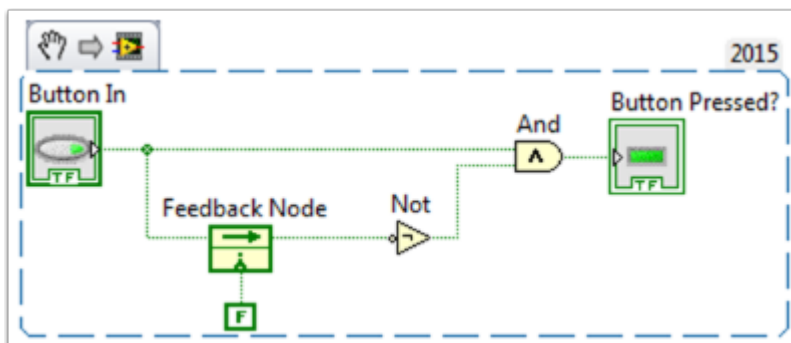 2015
Button In
Button Pressed?
And
TF
TF
Feedback Node
Not
F